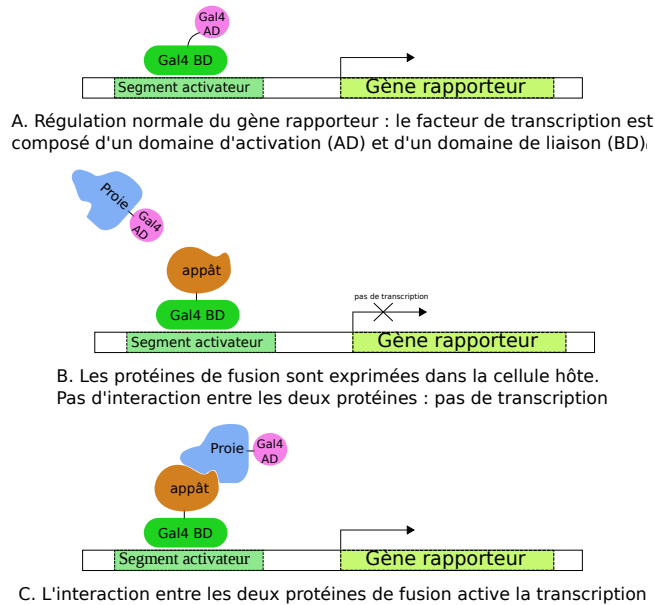 Gal4
AD
Gal4 BD
Segment activateur
Gène rapporteur
A. Régulation normale du gène rapporteur : le facteur de transcription est
composé d'un domaine d'activation (AD) et d'un domaine de liaison (BD)
Proie
Gal4
AD
appât
pas de transcription
Gal4 BD
Segment activateur
Gène rapporteur
B. Les protéines de fusion sont exprimées dans la cellule hôte.
Pas d'interaction entre les deux protéines : pas de transcription
Proie
Gal4
AD
appât
Gal4 BD
Segment activateur
Gène rapporteur
C. L'interaction entre les deux protéines de fusion active la transcription